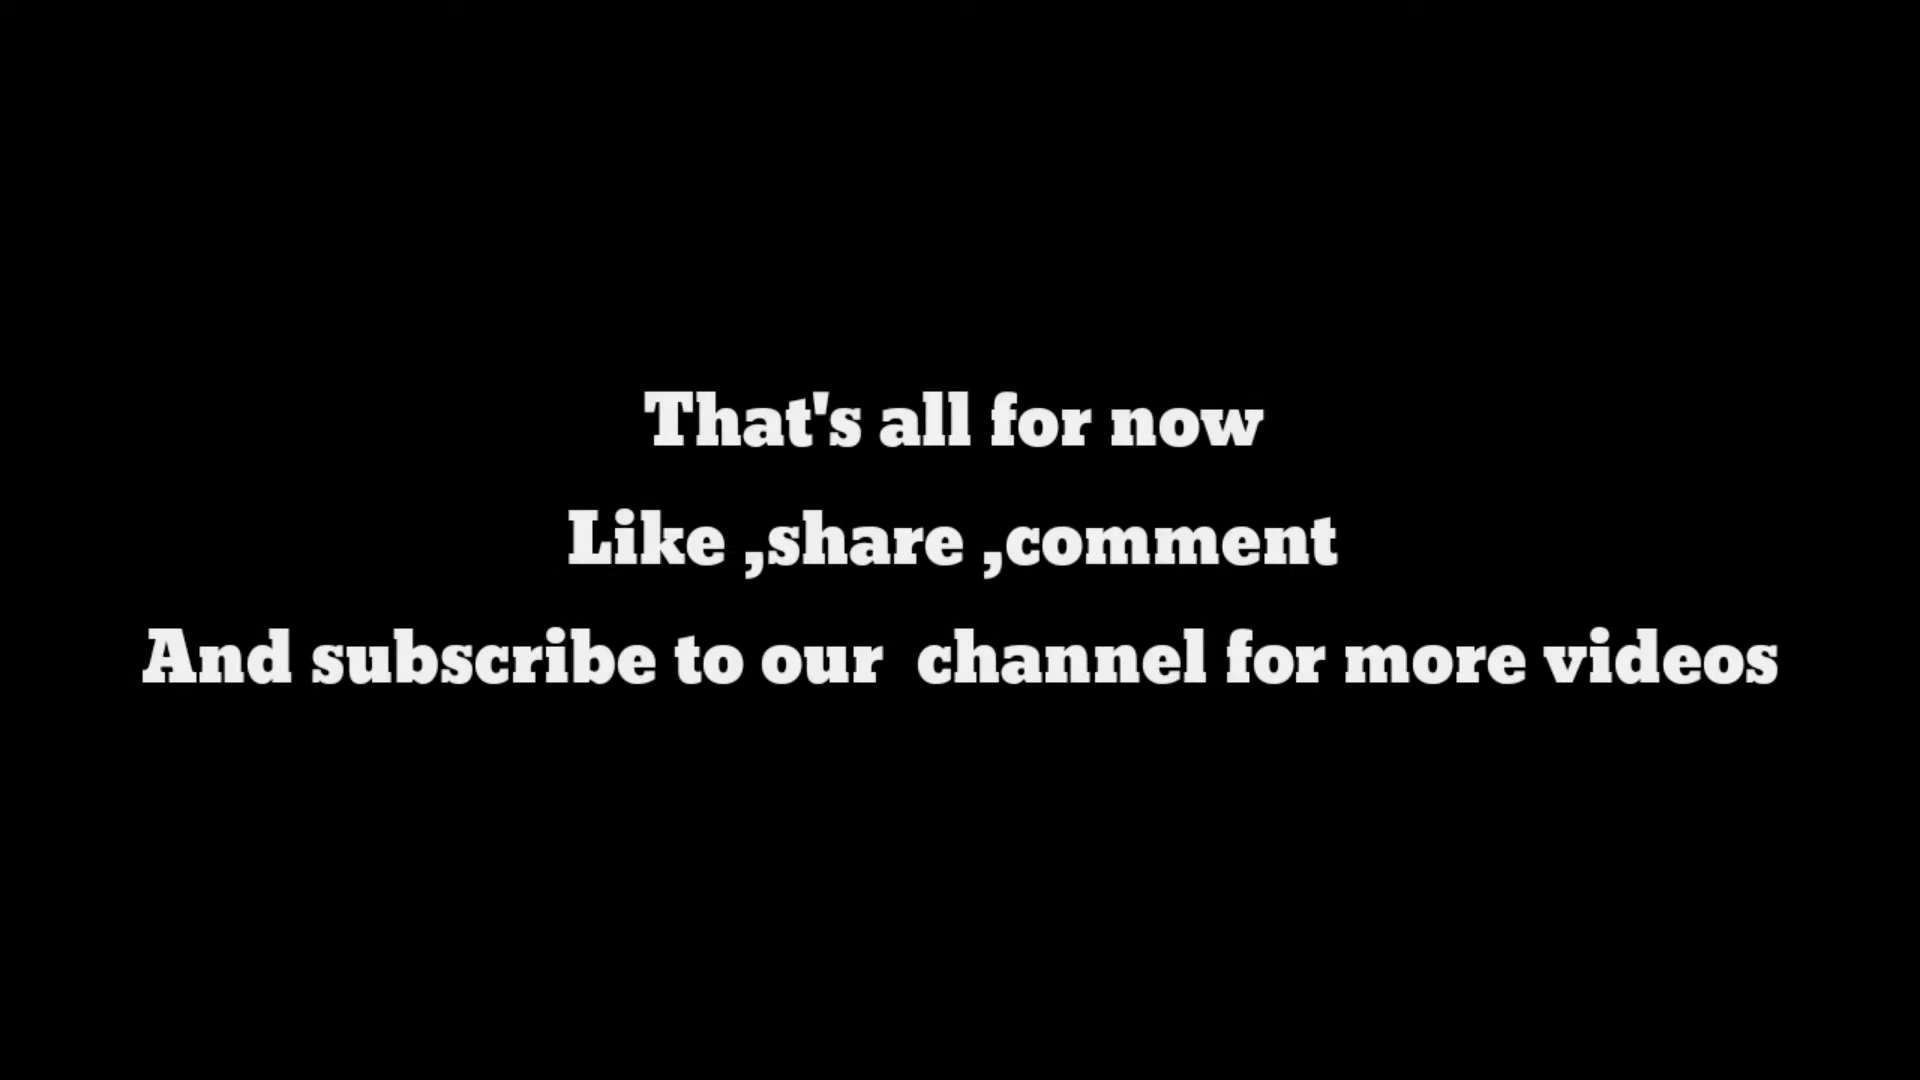 That's all for now
Like ,share ,comment
And subscribe to our  channel for more videos